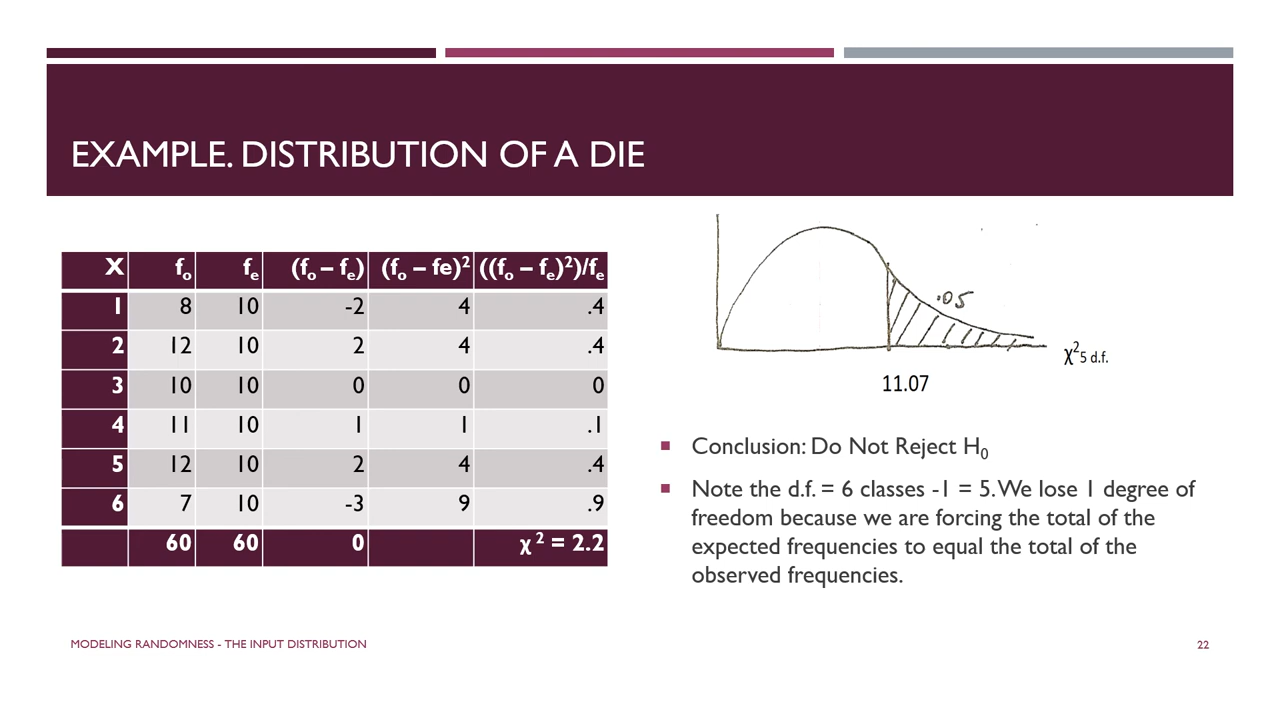 EXAMPLE. DISTRIBUTION OF A DIE
X fₒ fₑ (fₒ – fₑ) (fₒ – fe)² ((fₒ – fₑ)²)/fₑ
1 8 10 -2 4 .4
2 12 10 2 4 .4
3 10 10 0 0 0
4 11 10 1 1 .1
5 12 10 2 4 .4
6 7 10 -3 9 .9
60 60 0 χ² = 2.2
.05
χ²5 d.f.
11.07
Conclusion: Do Not Reject H₀
Note the d.f. = 6 classes -1 = 5. We lose 1 degree of
freedom because we are forcing the total of the
expected frequencies to equal the total of the
observed frequencies.
MODELING RANDOMNESS - THE INPUT DISTRIBUTION
22